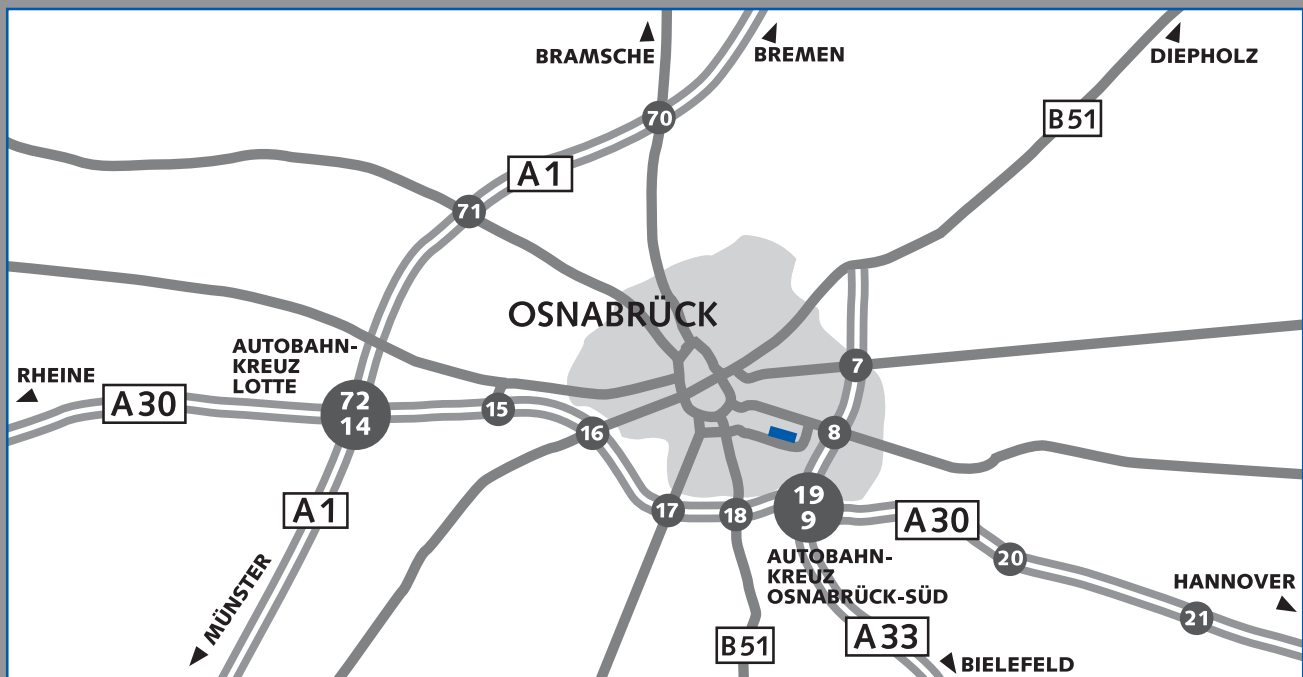 BRAMSCHE
BREMEN
DIEPHOLZ
70
B51
A1
71
OSNABRÜCK
AUTOBAHN-
KREUZ
LOTTE
RHEINE
A30
72
14
15
16
7
8
17
18
19
9
A1
A30
20
AUTOBAHN-
KREUZ
OSNABRÜCK-SÜD
HANNOVER
21
MÜNSTER
B51
A33
BIELEFELD